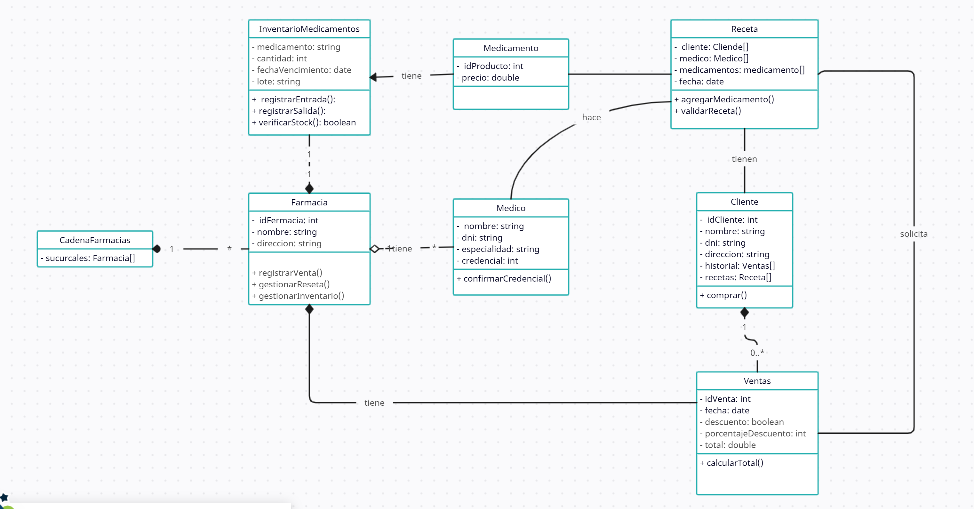 InventarioMedicamentos
- medicamento: string
- cantidad: int
- fechaVencimiento: date
- lote: string
+ registrarEntrada():
+ registrarSalida():
+ verificarStock(): boolean
tiene
Medicamento
- idProducto: int
precio: double
Receta
- cliente: Cliende[]
- medico: Medico[]
- medicamentos: medicamento[]
- fecha: date
+ agregarMedicamento()
+ validarReceta()
hace
1
1
tienen
CadenaFarmacias
- sucurcales: Farmacia[]
1
*
Farmacia
- idFermacia: int
- nombre: string
- direccion: string
+ registrarVenta()
+ gestionarReseta()
+ gestionarInventario()
1
tiene
*
Medico
- nombre: string
dni: string
- especialidad: string
- credencial: int
+ confirmarCredencial()
Cliente
- idCliente: int
- nombre: string
- dni: string
- direccion: string
- historial: Ventas[]
- recetas: Receta[]
+ comprar()
solicita
1
0..*
tiene
Ventas
- idVenta: int
- fecha: date
- descuento: boolean
- porcentajeDescuento: int
- total: double
+ calcularTotal()